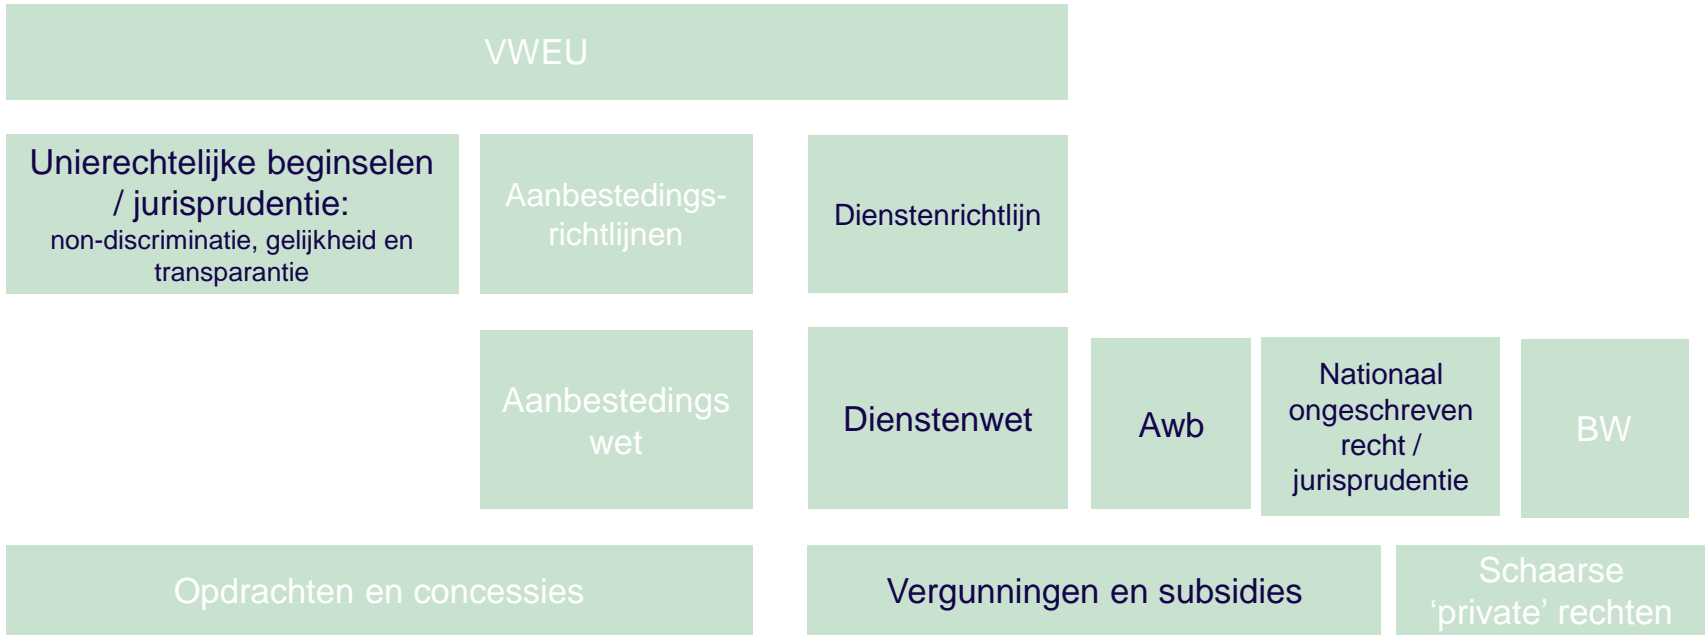 VWEU
Unierechtelijke beginselen
/ jurisprudentie:
non-discriminatie, gelijkheid en
transparantie
Aanbestedings-
richtlijnen
Dienstenrichtlijn
Aanbestedings
wet
Dienstenwet
Awb
Nationaal
ongeschreven
recht /
jurisprudentie
BW
Opdrachten en concessies
Vergunningen en subsidies
Schaarse
‘private’ rechten